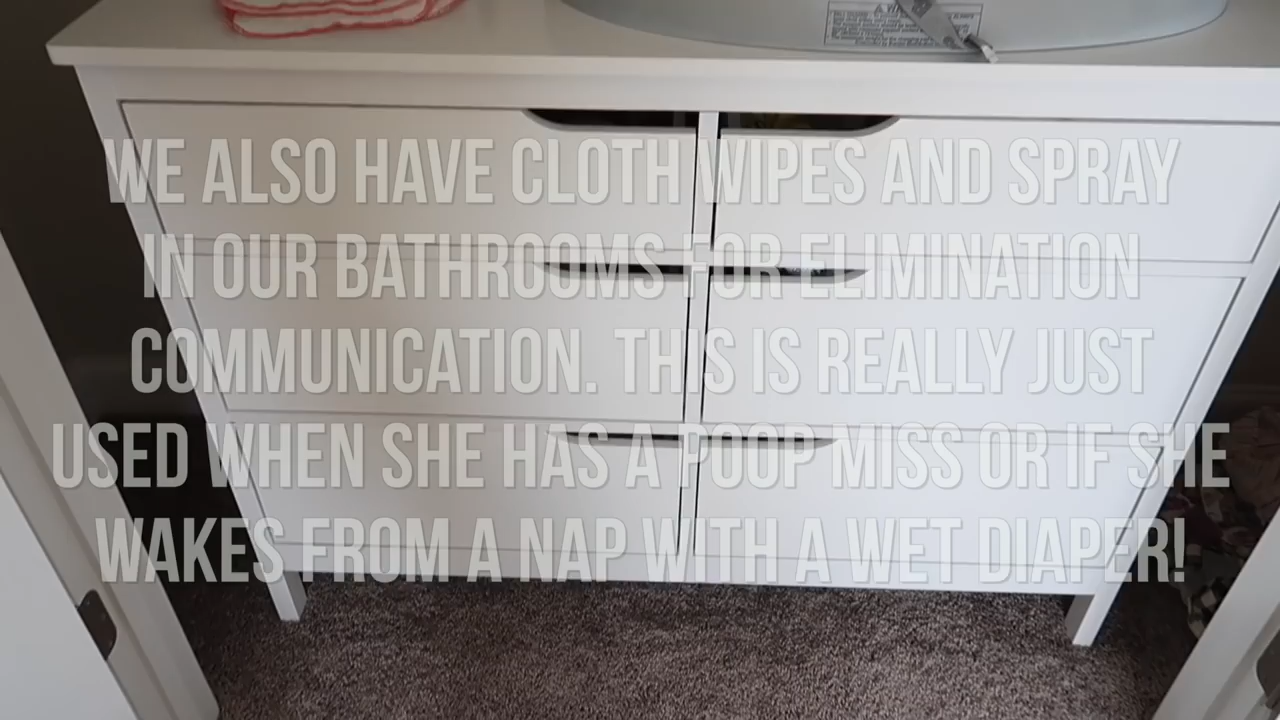 WE ALSO HAVE CLOTH WIPES AND SPRAY
IN OUR BATHROOMS FOR ELIMINATION
COMMUNICATION. THIS IS REALLY JUST
USED WHEN SHE HAS A POOP MISS OR IF SHE
WAKES FROM A NAP WITH A WET DIAPER!